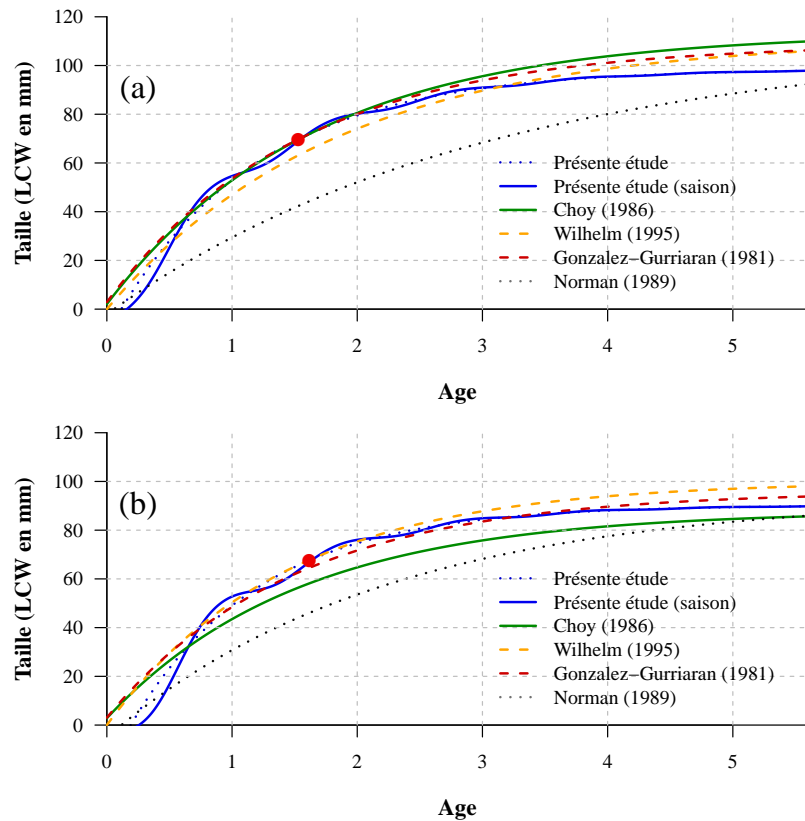 120
100
80
60
40
20
0
Taille (LCW en mm)
(a)
Présente étude
Présente étude (saison)
Choy (1986)
Wilhelm (1995)
Gonzalez−Gurriaran (1981)
Norman (1989)
0 1 2 3 4 5
Age
120
100
80
60
40
20
0
Taille (LCW en mm)
(b)
Présente étude
Présente étude (saison)
Choy (1986)
Wilhelm (1995)
Gonzalez−Gurriaran (1981)
Norman (1989)
0 1 2 3 4 5
Age